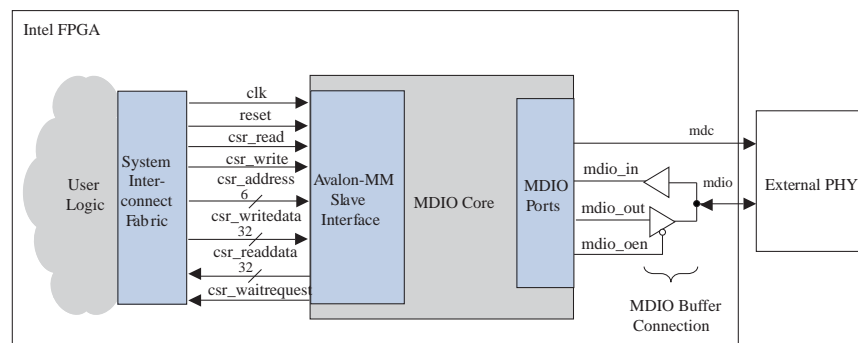 Intel FPGA
User
Logic
System
Inter-
connect
Fabric
clk
reset
csr_read
csr_write
csr_address
6
csr_writedata
32
csr_readdata
32
csr_waitrequest
Avalon-MM
Slave
Interface
MDIO Core
MDIO
Ports
mdc
mdio_in
mdio
mdio_out
mdio_oen
External PHY
MDIO Buffer
Connection